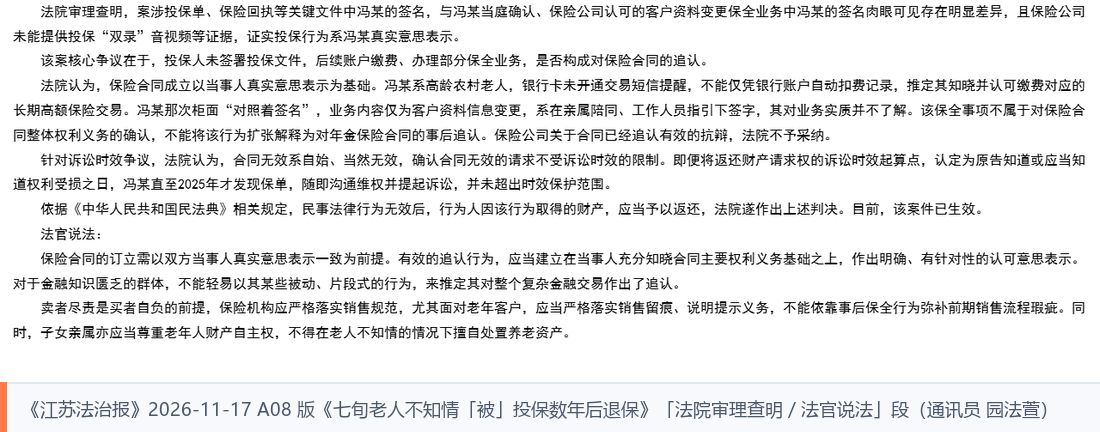 法院审理查明，案涉投保单、保险回执等关键文件中冯某的签名，与冯某当庭确认、保险公司认可的客户资料变更保全业务中冯某的签名肉眼可见存在明显差异，且保险公司
未能提供投保“双录”音视频等证据，证实投保行为系冯某真实意思表示。
该案核心争议在于，投保人未签署投保文件，后续账户缴费、办理部分保全业务，是否构成对保险合同的追认。
法院认为，保险合同成立以当事人真实意思表示为基础。冯某系高龄农村老人，银行卡未开通交易短信提醒，不能仅凭银行账户自动扣费记录，推定其知晓并认可缴费对应的
长期高额保险交易。冯某那次柜面“对照着签名”，业务内容仅为客户资料信息变更，系在亲属陪同、工作人员指引下签字，其对业务实质并不了解。该保全事项不属于对保险合
同整体权利义务的确认，不能将该行为扩张解释为对年金保险合同的事后追认。保险公司关于合同已经追认有效的抗辩，法院不予采纳。
针对诉讼时效争议，法院认为，合同无效系自始、当然无效，确认合同无效的请求不受诉讼时效的限制。即便将返还财产请求权的诉讼时效起算点，认定为原告知道或应当知
道权利受损之日，冯某直至2025年才发现保单，随即沟通维权并提起诉讼，并未超出时效保护范围。
依据《中华人民共和国民法典》相关规定，民事法律行为无效后，行为人因该行为取得的财产，应当予以返还，法院遂作出上述判决。目前，该案件已生效。
法官说法：
保险合同的订立需以双方当事人真实意思表示一致为前提。有效的追认行为，应当建立在当事人充分知晓合同主要权利义务基础之上，作出明确、有针对性的认可意思表示。
对于金融知识匮乏的群体，不能轻易以其某些被动、片段式的行为，来推定其对整个复杂金融交易作出了追认。
卖者尽责是买者自负的前提，保险机构应严格落实销售规范，尤其面对老年客户，应当严格落实销售留痕、说明提示义务，不能依靠事后保全行为弥补前期销售流程瑕疵。同
时，子女亲属亦应当尊重老年人财产自主权，不得在老人不知情的情况下擅自处置养老资产。
《江苏法治报》2026-11-17 A08 版《七旬老人不知情「被」投保数年后退保》「法院审理查明 / 法官说法」段（通讯员 园法萱）